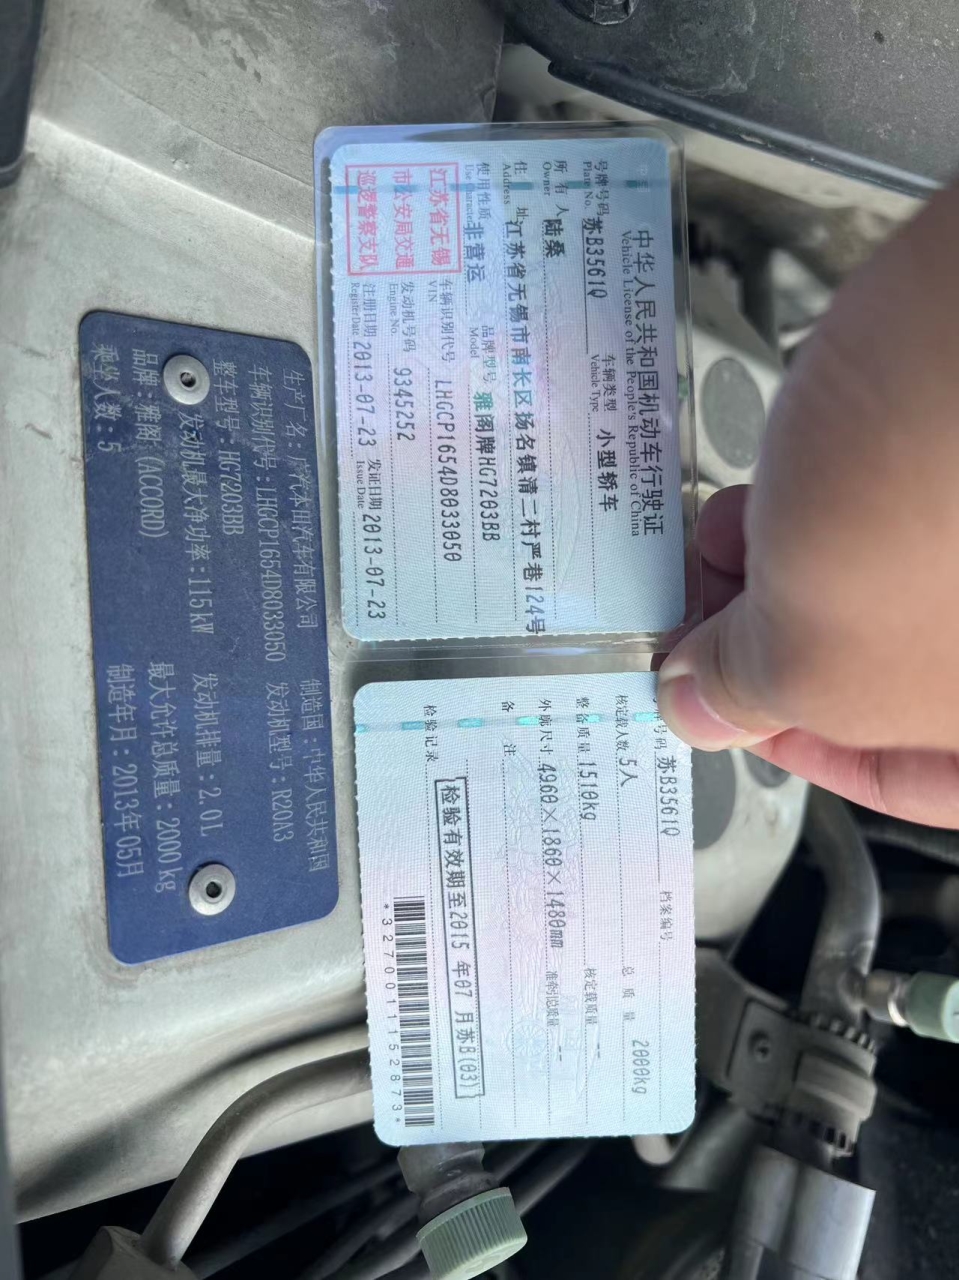 中华人民共和国机动车行驶证
Vehicle License of the People's Republic of China
号牌号码 苏B3561Q 车辆类型 小型轿车
Plate No. Vehicle Type
所有人 陆桑
Owner
住址 江苏省无锡市南长区扬名镇清二村严巷124号
Address
使用性质 非营运 品牌型号 雅阁牌HG7203BB
Use Character Model
江苏省无锡
市公安局交通
巡逻警察支队
车辆识别代号 LHGCP1654D8033050
VIN
发动机号码 9345252
Engine No.
注册日期 2013-07-23 发证日期 2013-07-23
Register Date Issue Date
号码 苏B3561Q 档案编号
核定载人数 5人 总质量 2000kg
整备质量 1510kg 核定载质量 --
外廓尺寸 4960×1860×1480mm 准牵引总质量 --
备注
检验记录
检验有效期至2015年07月苏B(03)
*3270011152873*
生产厂名:广汽本田汽车有限公司 制造国:中华人民共和国
车辆识别代号:LHGCP1654D8033050 发动机型号:R20A3
整车型号:HG7203BB
发动机最大净功率:115kW 发动机排量:2.0L
品牌:雅阁(ACCORD) 最大允许总质量:2000kg
乘坐人数:5 制造年月:2013年05月